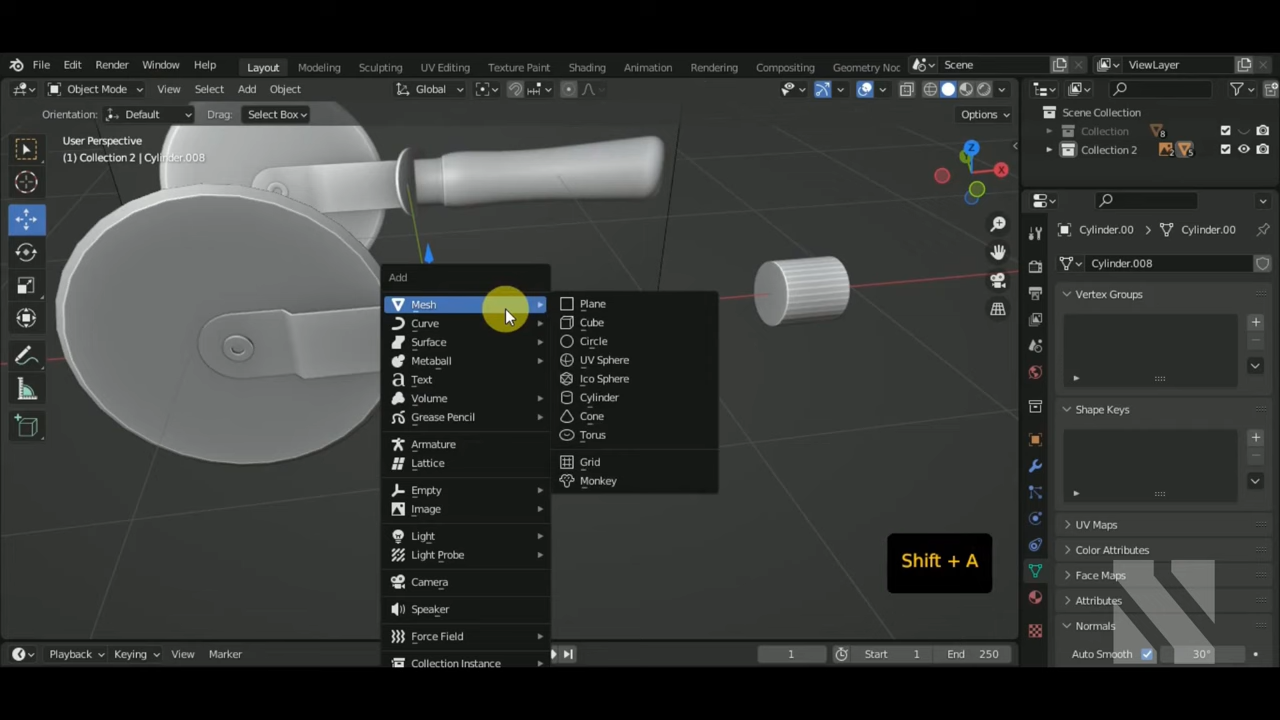 File Edit Render Window Help Layout Modeling Sculpting UV Editing Texture Paint Shading Animation Rendering Compositing Geometry Noc Scene ViewLayer
Object Mode View Select Add Object Global
Orientation: Default Drag: Select Box Options
User Perspective
(1) Collection 2 | Cylinder.008
Scene Collection
Collection 8
Collection 2 2 5
Z
X
Cylinder.00 Cylinder.00
Cylinder.008
Vertex Groups
Shape Keys
UV Maps
Color Attributes
Face Maps
Attributes
Normals
Auto Smooth 30°
Add
Mesh
Curve
Surface
Metaball
Text
Volume
Grease Pencil
Armature
Lattice
Empty
Image
Light
Light Probe
Camera
Speaker
Force Field
Collection Instance
Plane
Cube
Circle
UV Sphere
Ico Sphere
Cylinder
Cone
Torus
Grid
Monkey
Shift + A
Playback Keying View Marker 1 Start 1 End 250